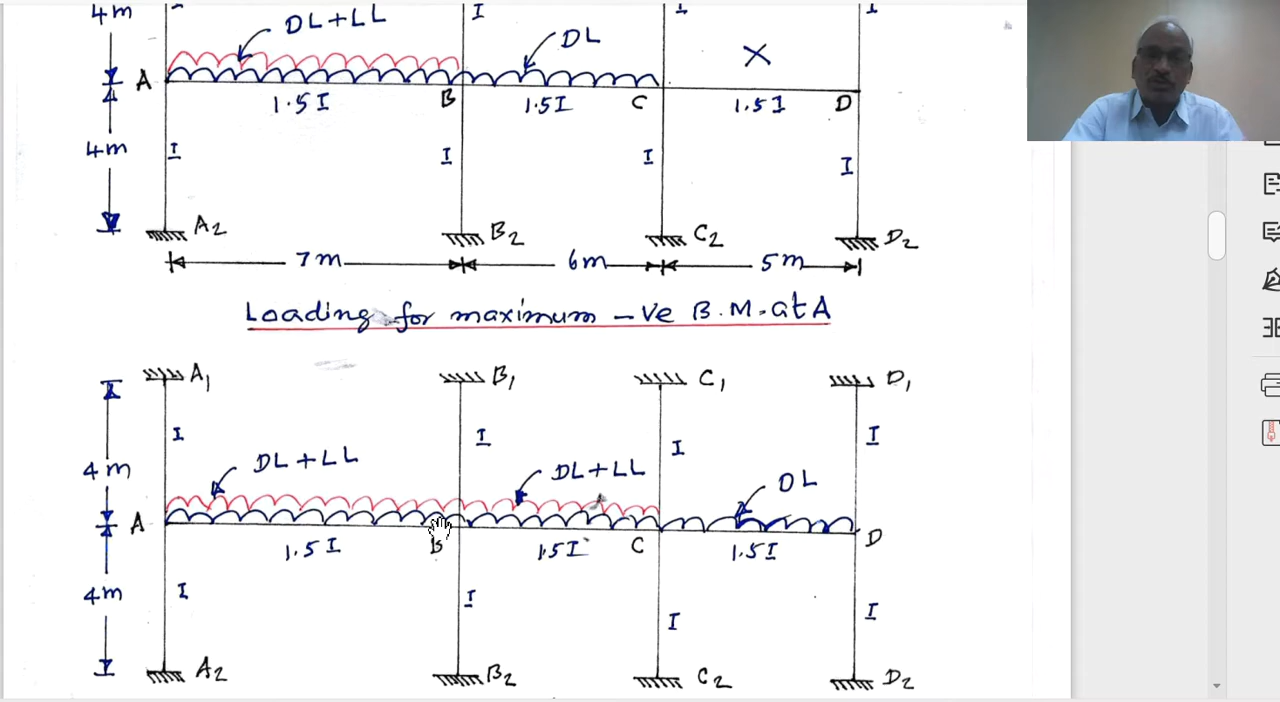 4m I DL+LL I DL I I
A B C × D
1.5I 1.5I 1.5I
4m I I I I
A2 B2 C2 D2
7m 6m 5m
Loading for maximum -ve B.M. at A
A1 B1 C1 D1
I I I I
4m DL+LL DL+LL DL
A B C D
1.5I 1.5I 1.5I
4m I I I I
A2 B2 C2 D2